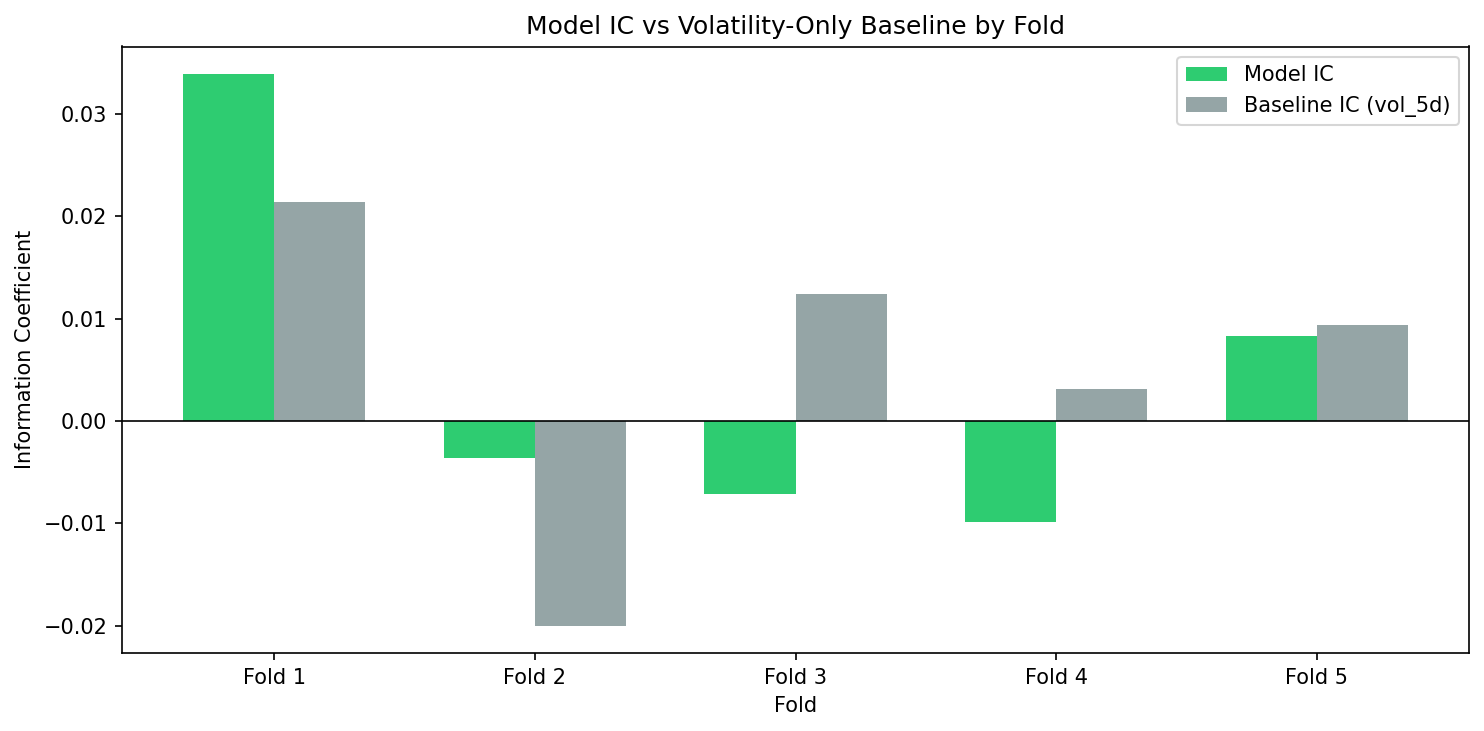 Model IC vs Volatility-Only Baseline by Fold
Model IC
Baseline IC (vol_5d)
Information Coefficient
0.03
0.02
0.01
0.00
−0.01
−0.02
Fold 1
Fold 2
Fold 3
Fold 4
Fold 5
Fold